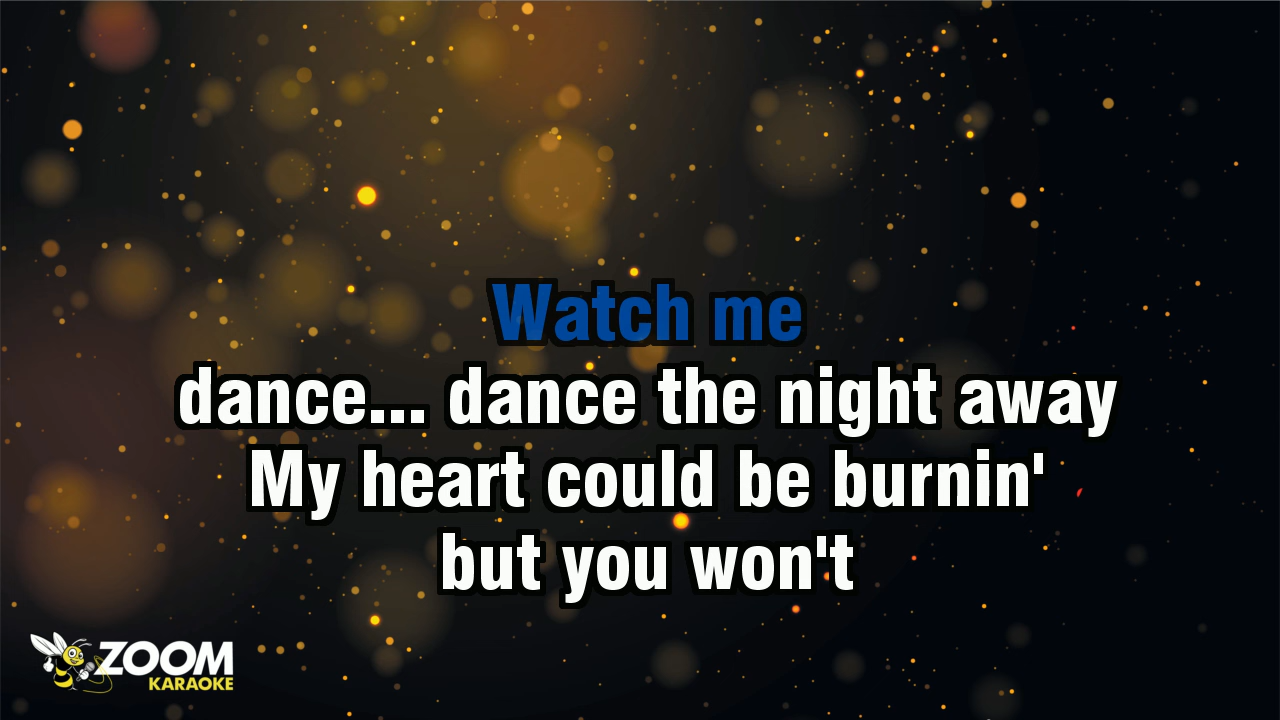 Watch me
dance... dance the night away
My heart could be burnin'
but you won't
ZOOM
KARAOKE